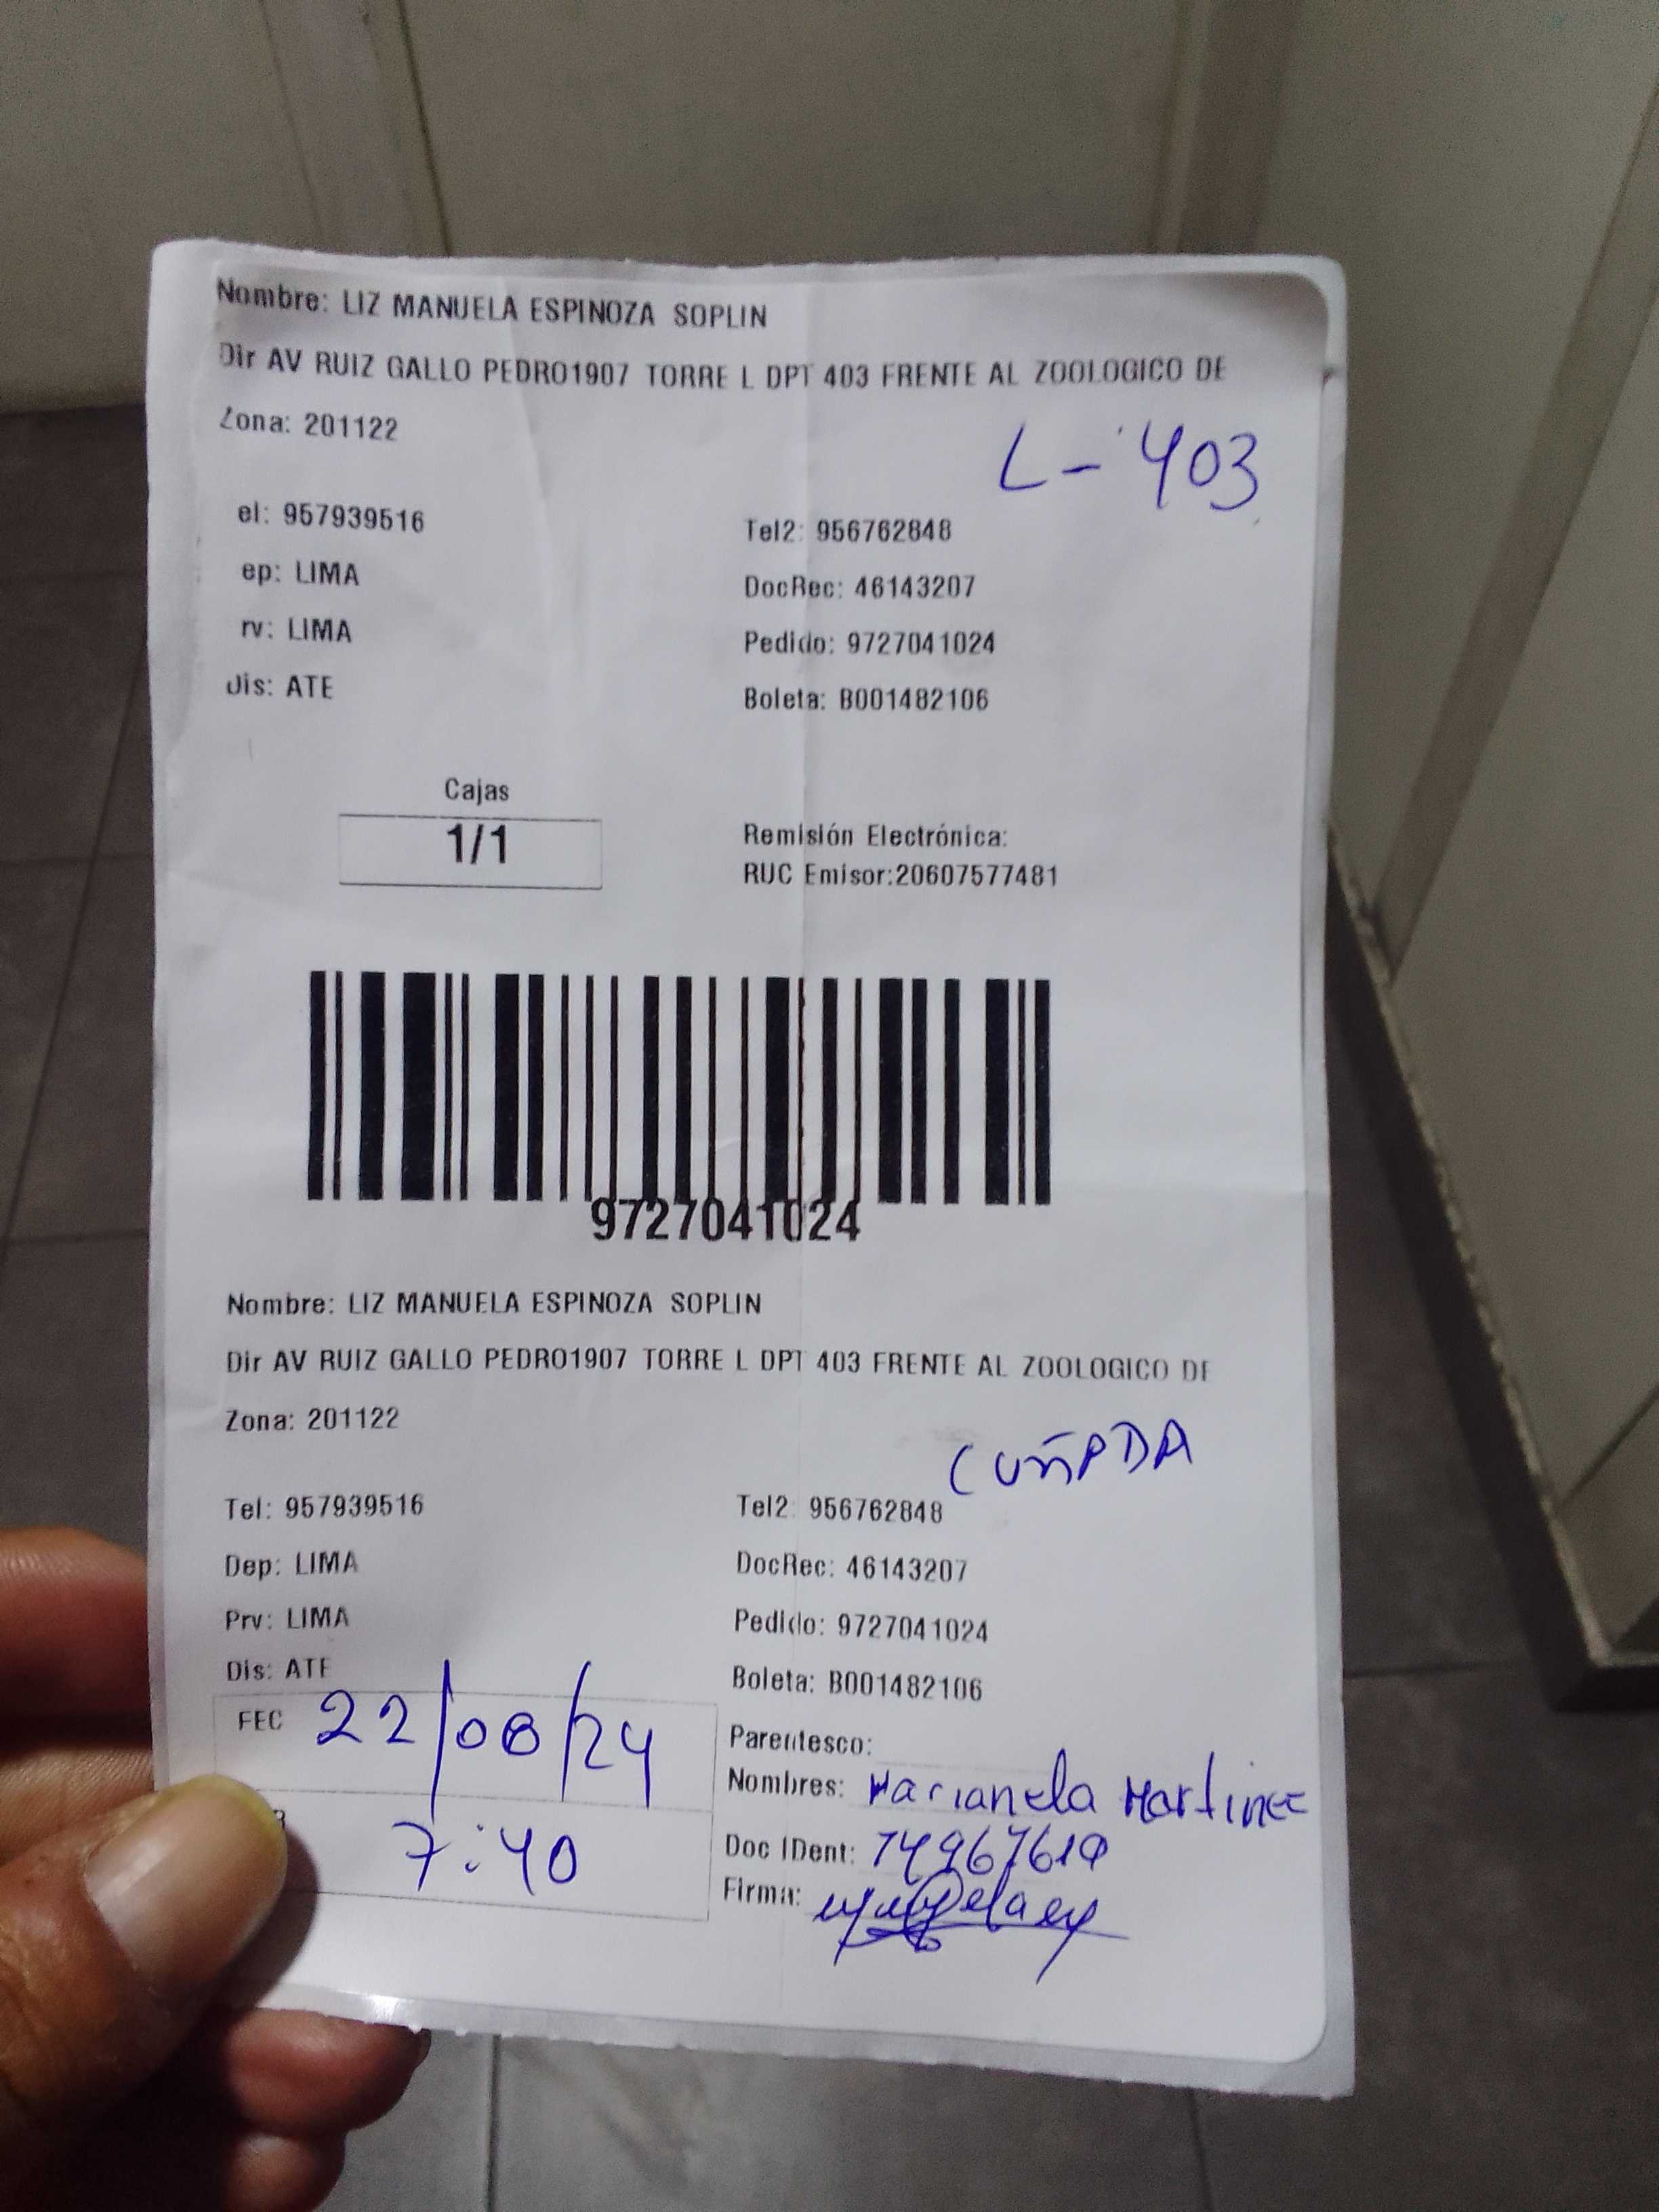 Nombre: LIZ MANUELA ESPINOZA SOPLIN
Dir AV RUIZ GALLO PEDRO1907 TORRE L DPT 403 FRENTE AL ZOOLOGICO DE
Zona: 201122
L-403
el: 957939516 Tel2: 956762848
ep: LIMA DocRec: 46143207
rv: LIMA Pedido: 9727041024
Dis: ATE Boleta: B001482106
Cajas
1/1
Remisión Electrónica:
RUC Emisor:20607577481
9727041024
Nombre: LIZ MANUELA ESPINOZA SOPLIN
Dir AV RUIZ GALLO PEDRO1907 TORRE L DPT 403 FRENTE AL ZOOLOGICO DE
Zona: 201122
CUÑADA
Tel: 957939516 Tel2: 956762848
Dep: LIMA DocRec: 46143207
Prv: LIMA Pedido: 9727041024
Dis: ATE Boleta: B001482106
FEC 22/08/24
7:40
Parentesco:
Nombres: Marianela Martinez
Doc IDent:
Firma: